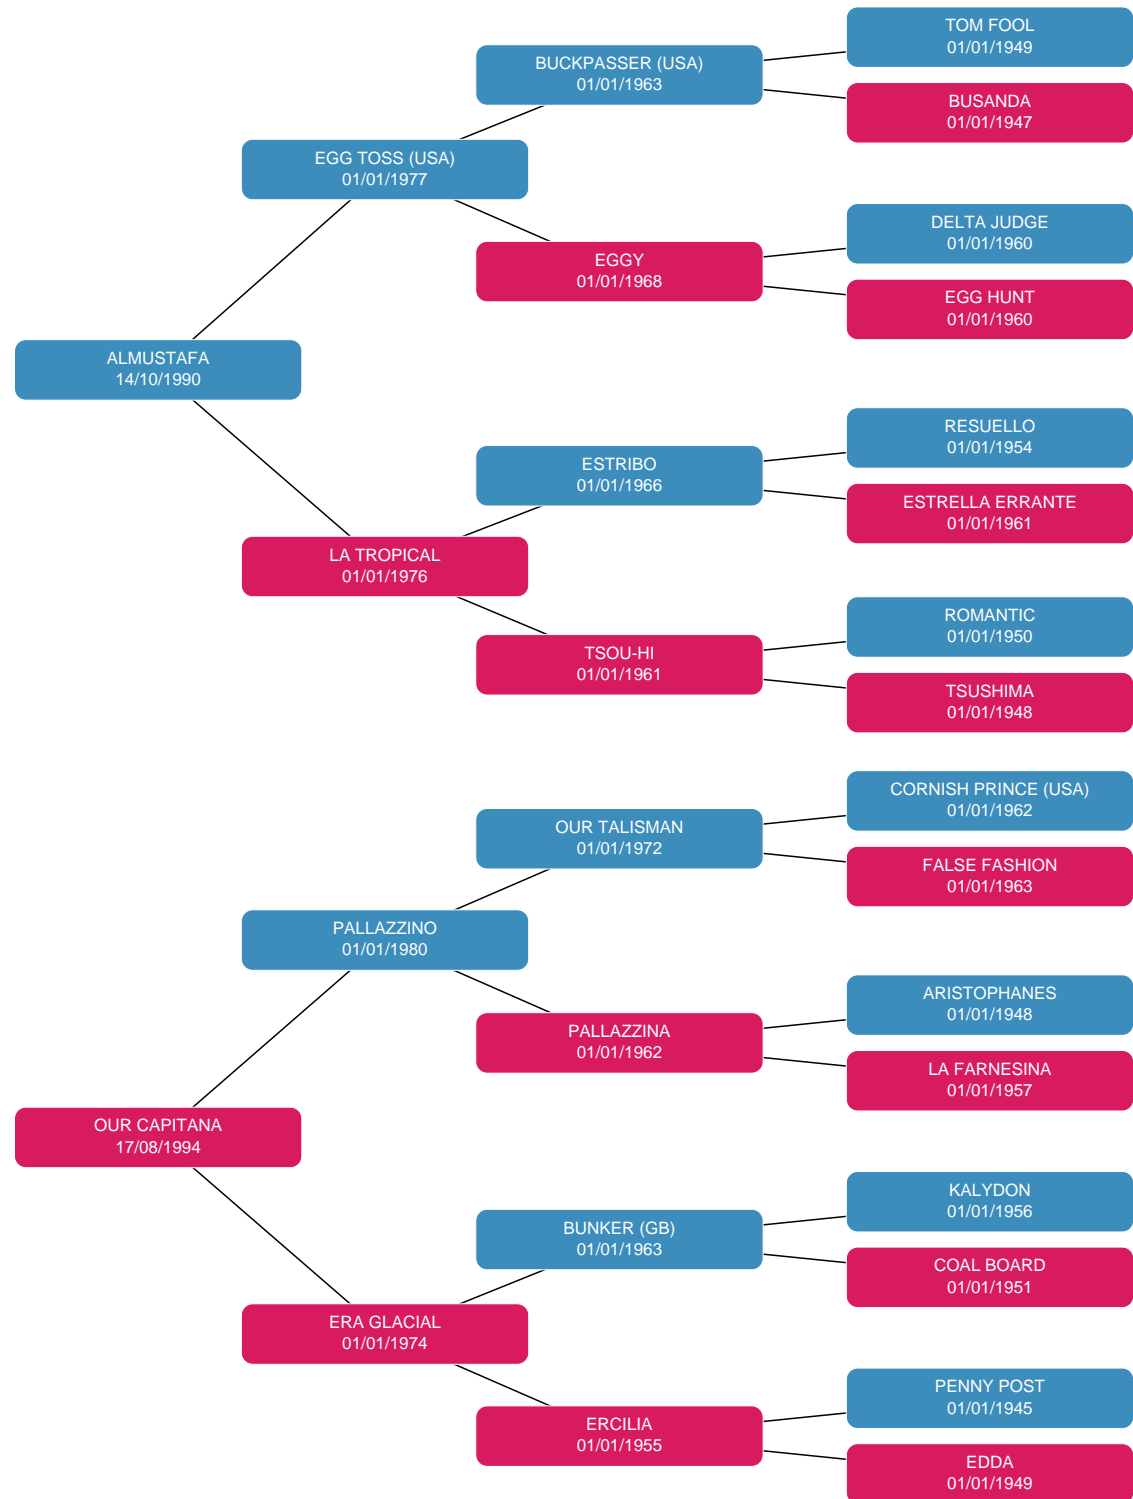 TOM FOOL
01/01/1949
BUCKPASSER (USA)
01/01/1963
BUSANDA
01/01/1947
EGG TOSS (USA)
01/01/1977
DELTA JUDGE
01/01/1960
EGGY
01/01/1968
EGG HUNT
01/01/1960
ALMUSTAFA
14/10/1990
RESUELLO
01/01/1954
ESTRIBO
01/01/1966
ESTRELLA ERRANTE
01/01/1961
LA TROPICAL
01/01/1976
ROMANTIC
01/01/1950
TSOU-HI
01/01/1961
TSUSHIMA
01/01/1948
CORNISH PRINCE (USA)
01/01/1962
OUR TALISMAN
01/01/1972
FALSE FASHION
01/01/1963
PALLAZZINO
01/01/1980
ARISTOPHANES
01/01/1948
PALLAZZINA
01/01/1962
LA FARNESINA
01/01/1957
OUR CAPITANA
17/08/1994
KALYDON
01/01/1956
BUNKER (GB)
01/01/1963
COAL BOARD
01/01/1951
ERA GLACIAL
01/01/1974
PENNY POST
01/01/1945
ERCILIA
01/01/1955
EDDA
01/01/1949